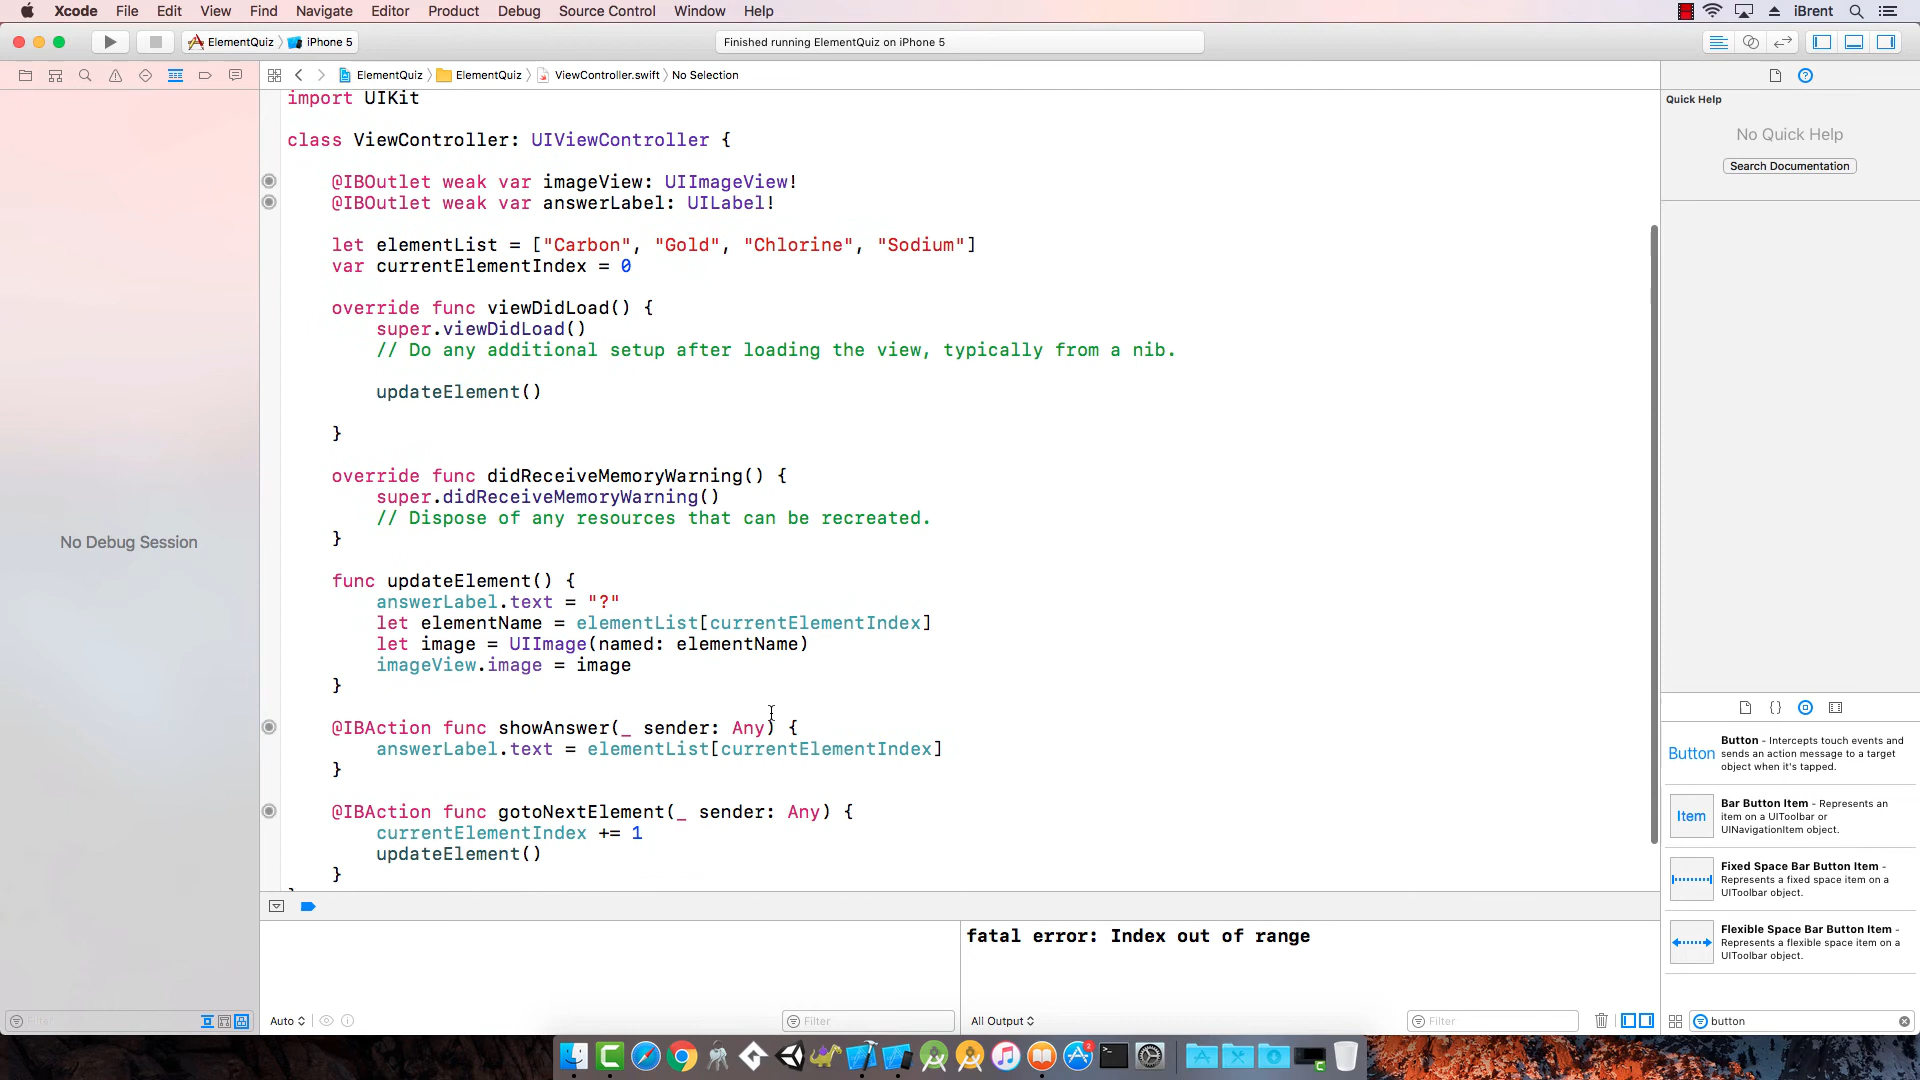 Xcode File Edit View Find Navigate Editor Product Debug Source Control Window Help
iBrent
ElementQuiz iPhone 5
Finished running ElementQuiz on iPhone 5
ElementQuiz ElementQuiz ViewController.swift No Selection
import UIKit
class ViewController: UIViewController {
@IBOutlet weak var imageView: UIImageView!
@IBOutlet weak var answerLabel: UILabel!
let elementList = ["Carbon", "Gold", "Chlorine", "Sodium"]
var currentElementIndex = 0
override func viewDidLoad() {
super.viewDidLoad()
// Do any additional setup after loading the view, typically from a nib.
updateElement()
}
override func didReceiveMemoryWarning() {
super.didReceiveMemoryWarning()
// Dispose of any resources that can be recreated.
}
func updateElement() {
answerLabel.text = "?"
let elementName = elementList[currentElementIndex]
let image = UIImage(named: elementName)
imageView.image = image
}
@IBAction func showAnswer(_ sender: Any) {
answerLabel.text = elementList[currentElementIndex]
}
@IBAction func gotoNextElement(_ sender: Any) {
currentElementIndex += 1
updateElement()
}
No Debug Session
Filter
fatal error: Index out of range
Auto
Filter
All Output
Filter
Quick Help
No Quick Help
Search Documentation
Button
Button - Intercepts touch events and
sends an action message to a target
object when it's tapped.
Item
Bar Button Item - Represents an
item on a UIToolbar or
UINavigationItem object.
Fixed Space Bar Button Item -
Represents a fixed space item on a
UIToolbar object.
Flexible Space Bar Button Item -
Represents a flexible space item on a
UIToolbar object.
button